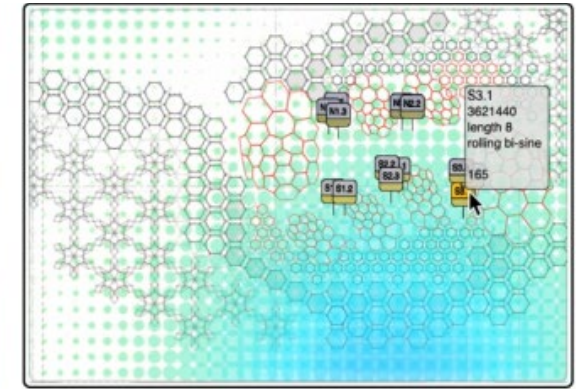 N1.3
N2.2
S3.1
3621440
length 8
rolling bi-sine
165
S2.2
S2.3
S1.2